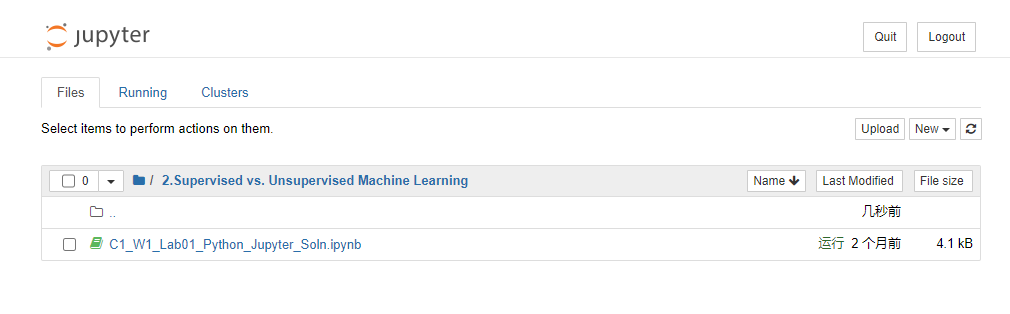 jupyter
Quit Logout
Files Running Clusters
Select items to perform actions on them.
Upload New
0 / 2.Supervised vs. Unsupervised Machine Learning Name Last Modified File size
.. 几秒前
C1_W1_Lab01_Python_Jupyter_Soln.ipynb 运行 2 个月前 4.1 kB